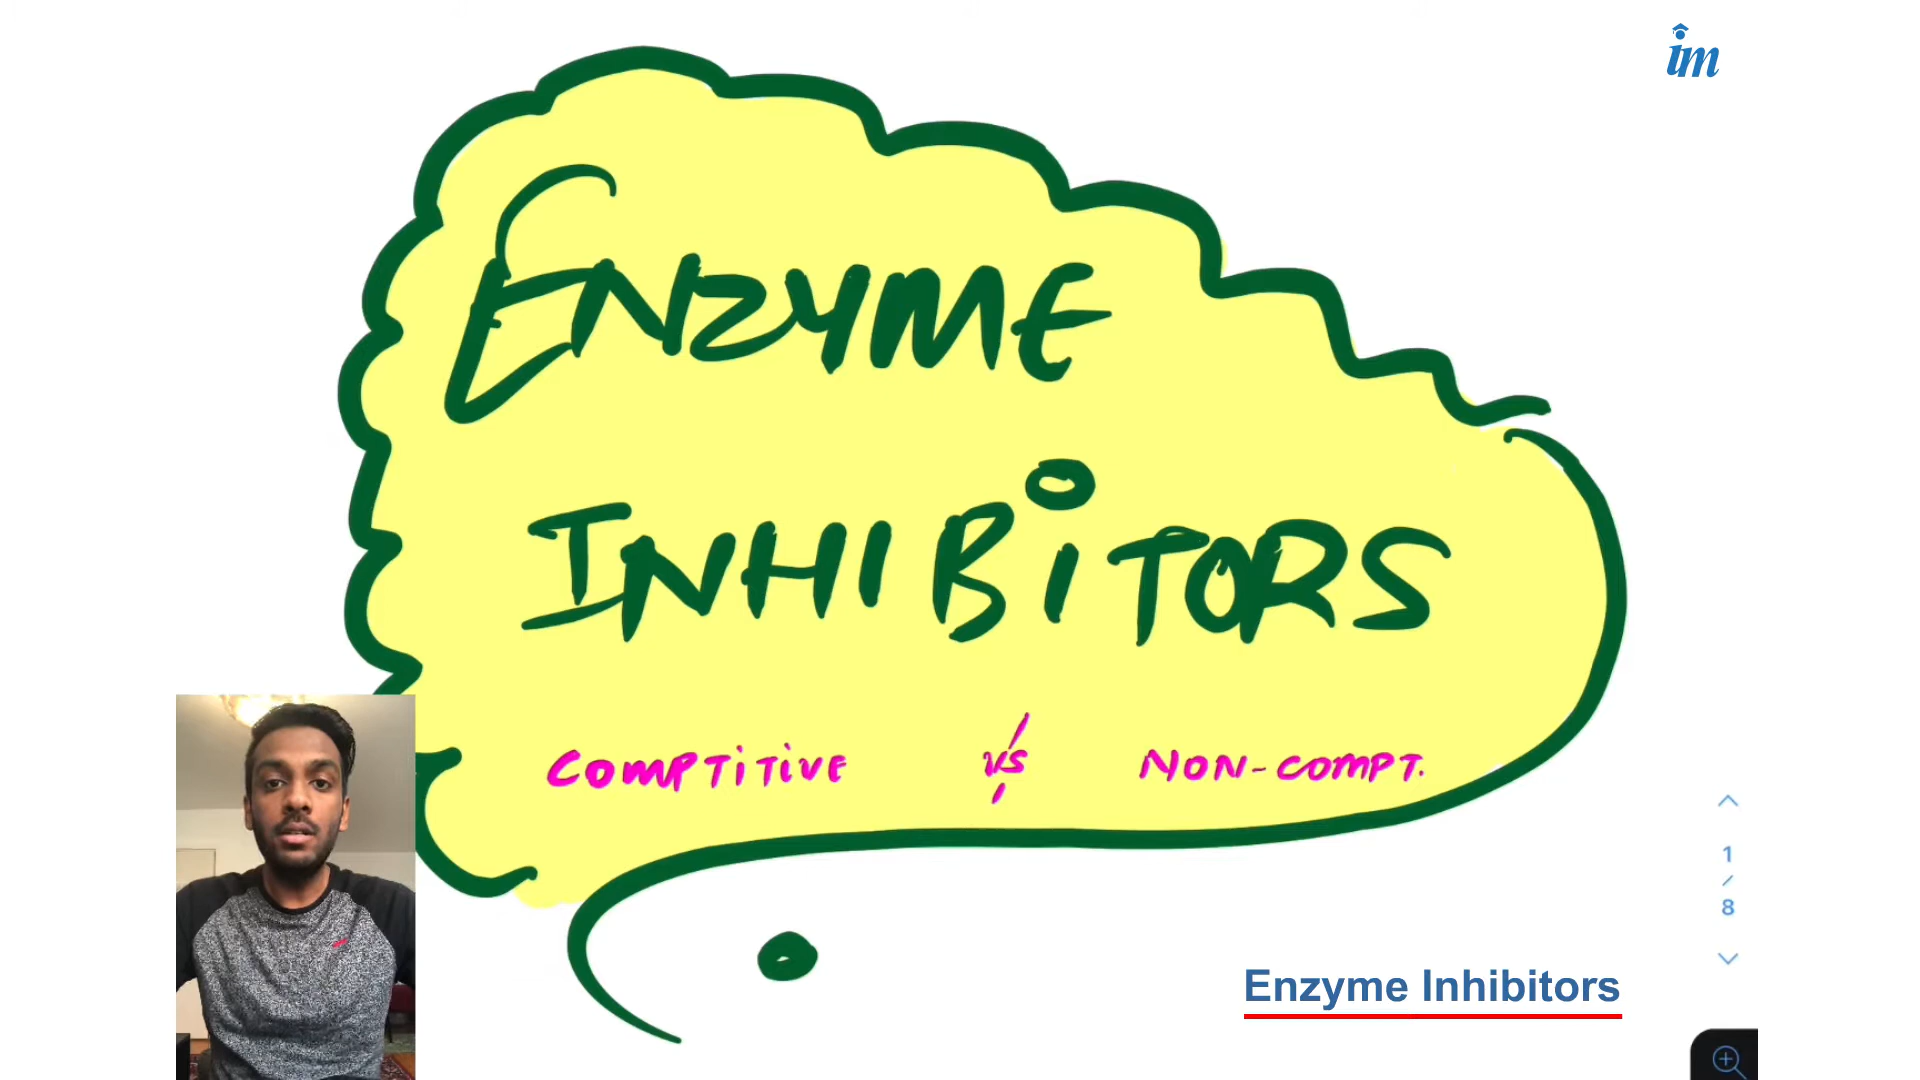 im
ENZYME
INHIBITORS
COMPTITIVE VS NON-COMPT.
1
/
8
Enzyme Inhibitors